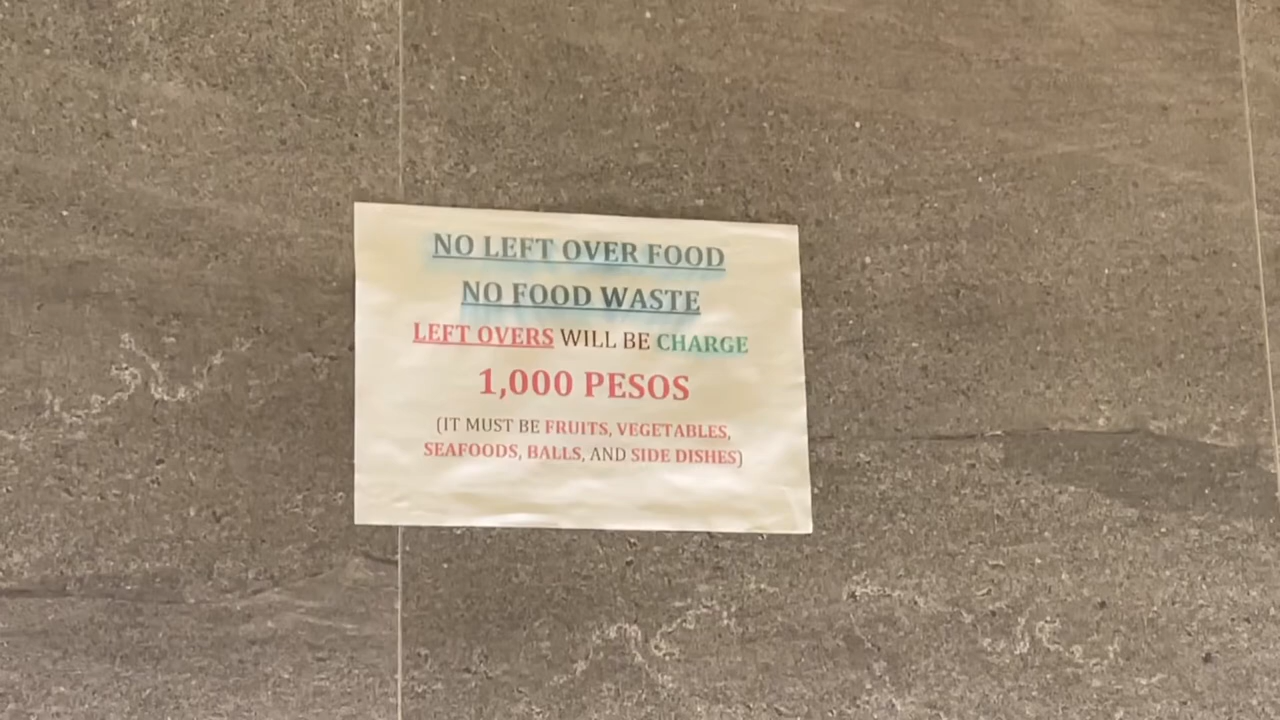 NO LEFT OVER FOOD
NO FOOD WASTE
LEFT OVERS WILL BE CHARGE
1,000 PESOS
(IT MUST BE FRUITS, VEGETABLES,
SEAFOODS, BALLS, AND SIDE DISHES)